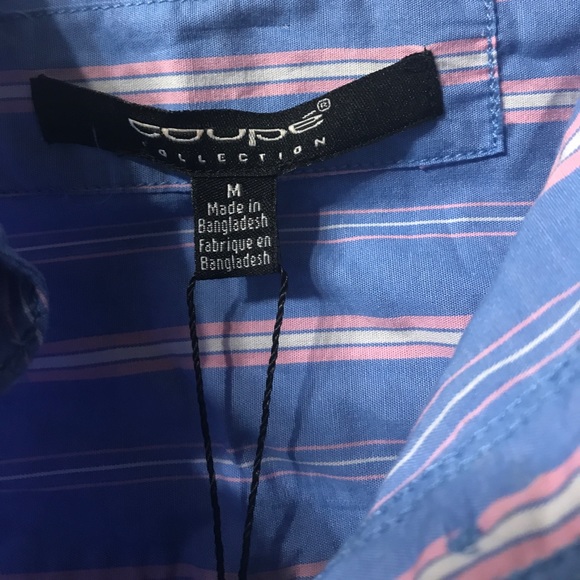 coupé®
COLLECTION
M
Made in
Bangladesh
Fabrique en
Bangladesh